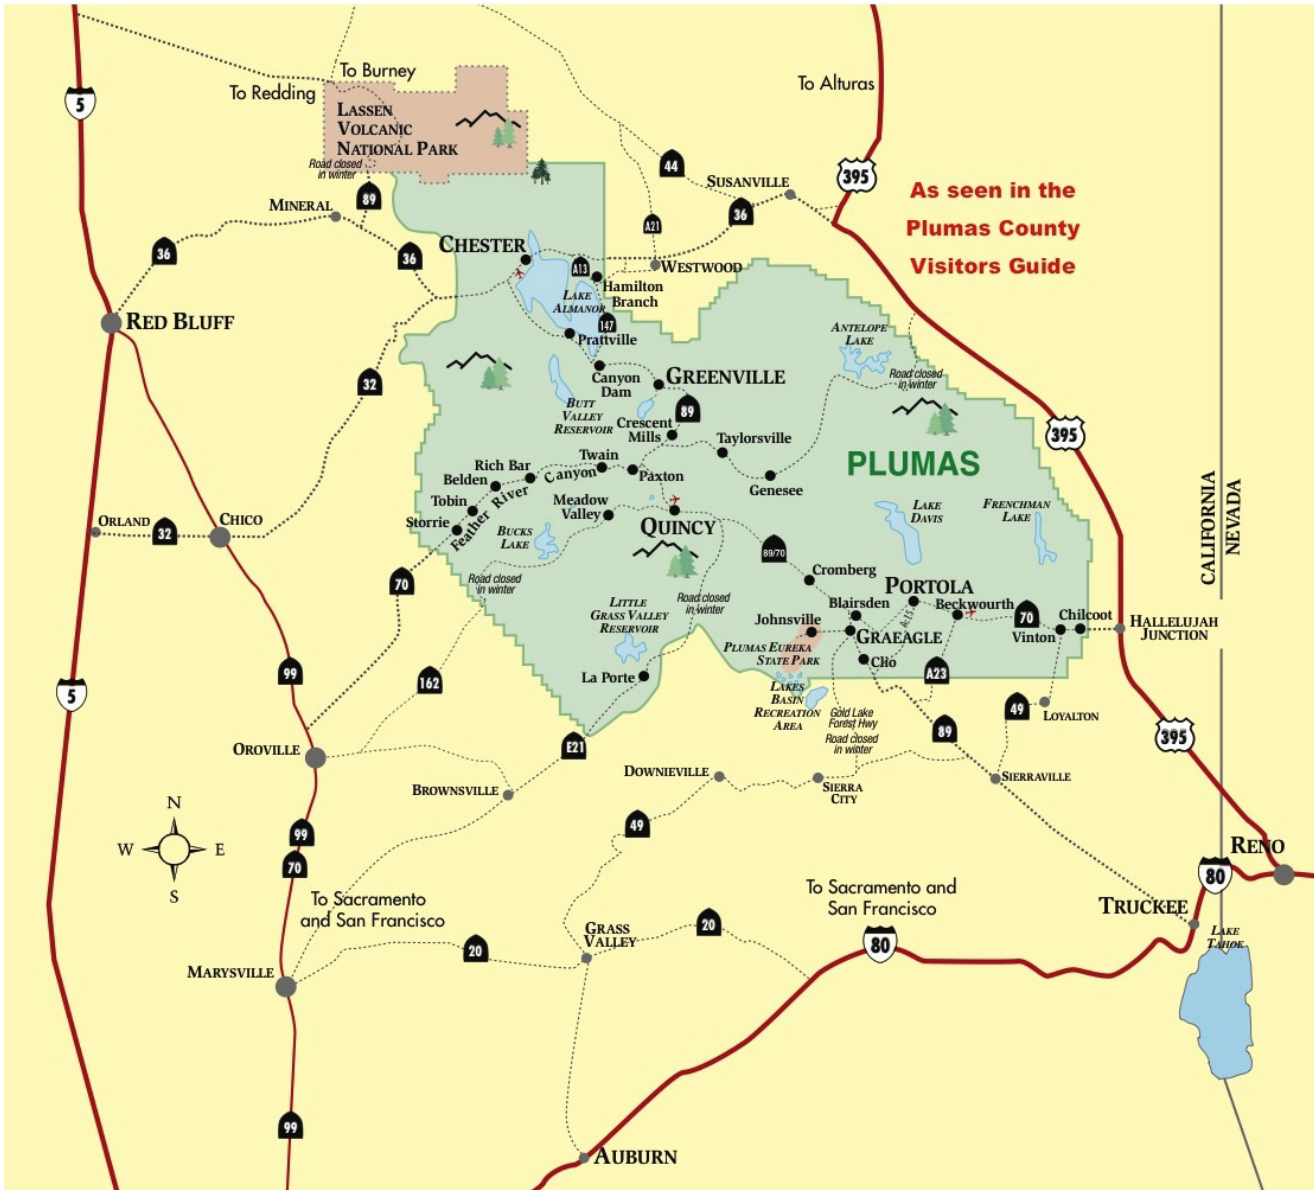 To Burney
To Redding
To Alturas
5
LASSEN
VOLCANIC
NATIONAL PARK
Road closed
in winter
44
395
SUSANVILLE
As seen in the
Plumas County
Visitors Guide
89
MINERAL
36
A21
36
36
CHESTER
A13
WESTWOOD
Hamilton
Branch
LAKE
ALMANOR
147
RED BLUFF
Prattville
ANTELOPE
LAKE
Road closed
in winter
Canyon
Dam
GREENVILLE
32
BUTT
VALLEY
RESERVOIR
89
Crescent
Mills
395
Taylorsville
PLUMAS
Twain
Rich Bar
Belden
Canyon
Paxton
Genesee
Tobin
River
Feather
Storrie
Meadow
Valley
LAKE
DAVIS
FRENCHMAN
LAKE
CALIFORNIA
NEVADA
ORLAND
32
CHICO
BUCKS
LAKE
QUINCY
89/70
70
Road closed
in winter
Cromberg
PORTOLA
LITTLE
GRASS VALLEY
RESERVOIR
Road closed
in winter
Johnsville
Blairsden
A-15
Beckwourth
70
Chilcoot
Vinton
HALLELUJAH
JUNCTION
GRAEAGLE
PLUMAS EUREKA
STATE PARK
Clio
A23
99
162
La Porte
5
LAKES
BASIN
RECREATION
AREA
Gold Lake
Forest Hwy
Road closed
in winter
49
LOYALTON
89
395
OROVILLE
E21
DOWNIEVILLE
SIERRA
CITY
SIERRAVILLE
BROWNSVILLE
N
W
E
S
99
70
49
RENO
80
To Sacramento
and San Francisco
To Sacramento and
San Francisco
TRUCKEE
20
GRASS
VALLEY
20
80
LAKE
TAHOE
MARYSVILLE
99
AUBURN